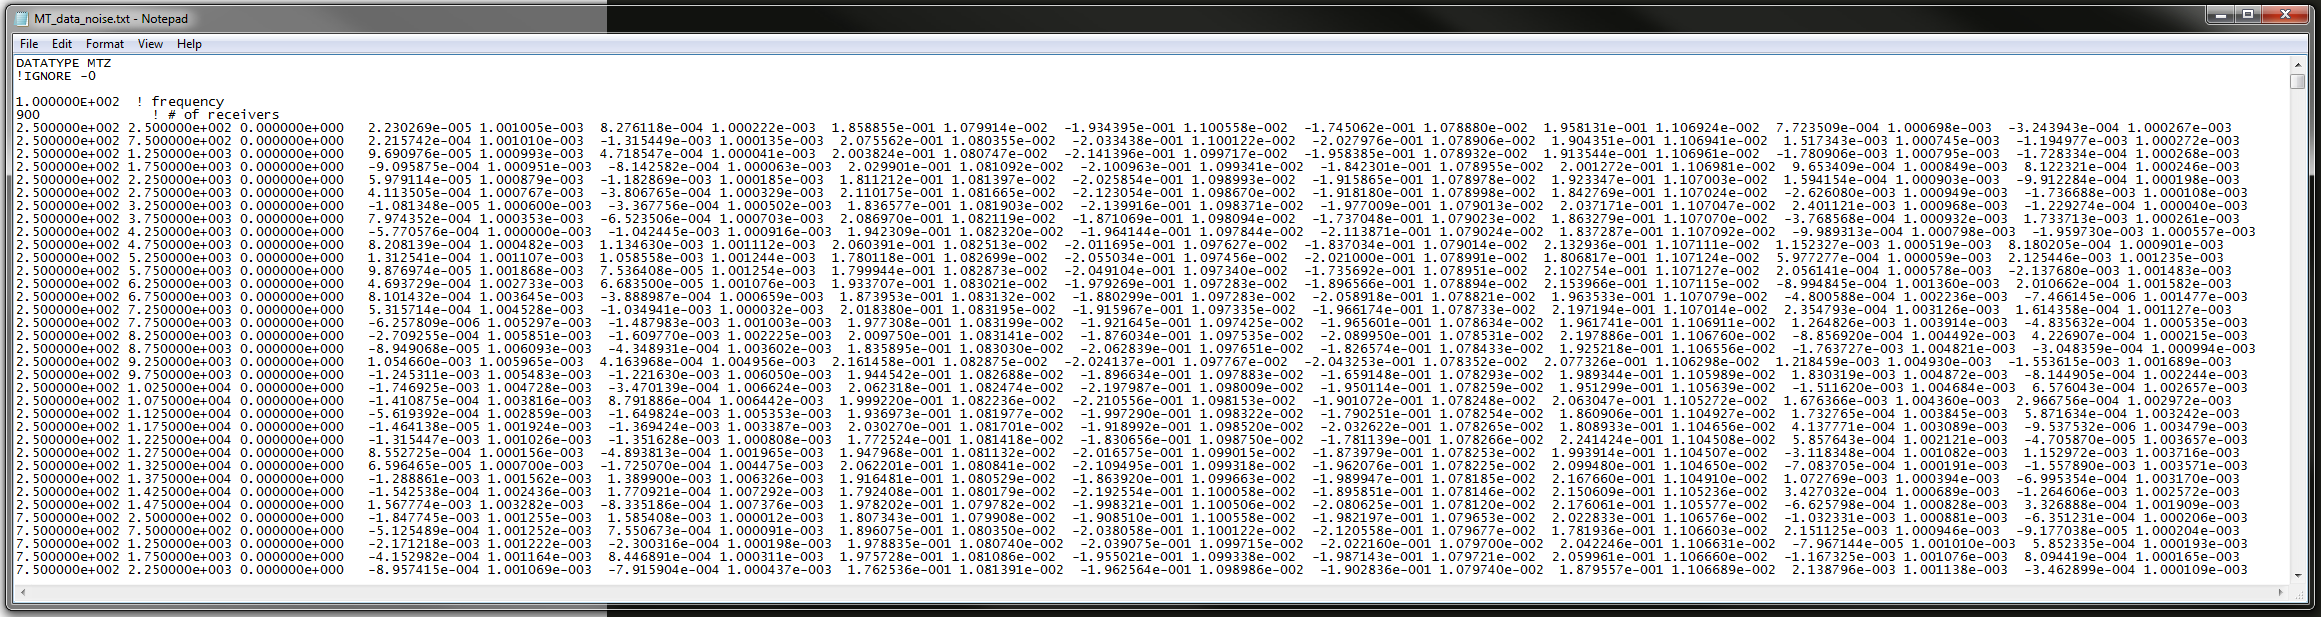 MT_data_noise.txt - Notepad
File Edit Format View Help
DATATYPE MTZ
!IGNORE -0
1.000000E+002 ! frequency
900 ! # of receivers
2.500000e+002 2.500000e+002 0.000000e+000 2.230269e-005 1.001005e-003 8.276118e-004 1.000222e-003 1.858855e-001 1.079914e-002 -1.934395e-001 1.100558e-002 -1.745062e-001 1.078880e-002 1.958131e-001 1.106924e-002 7.723509e-004 1.000698e-003 -3.243943e-004 1.000267e-003
2.500000e+002 7.500000e+002 0.000000e+000 2.215742e-004 1.001010e-003 -1.315449e-003 1.000135e-003 2.075562e-001 1.080355e-002 -2.033438e-001 1.100122e-002 -2.027976e-001 1.078906e-002 1.904351e-001 1.106941e-002 1.517343e-003 1.000745e-003 -1.194977e-003 1.000272e-003
2.500000e+002 1.250000e+003 0.000000e+000 9.690976e-005 1.000993e-003 4.718547e-004 1.000041e-003 2.003824e-001 1.080747e-002 -2.141396e-001 1.099717e-002 -1.958385e-001 1.078932e-002 1.913544e-001 1.106961e-002 -1.780906e-003 1.000795e-003 -1.728334e-004 1.000268e-003
2.500000e+002 1.750000e+003 0.000000e+000 -9.095875e-004 1.000951e-003 -8.142582e-004 1.000063e-003 2.029901e-001 1.081092e-002 -2.100963e-001 1.099341e-002 -1.842301e-001 1.078955e-002 2.001272e-001 1.106981e-002 9.653409e-004 1.000849e-003 8.122321e-004 1.000246e-003
2.500000e+002 2.250000e+003 0.000000e+000 5.979114e-005 1.000879e-003 -1.182869e-003 1.000185e-003 1.811212e-001 1.081397e-002 -2.025854e-001 1.098993e-002 -1.915865e-001 1.078978e-002 1.923347e-001 1.107003e-002 1.594154e-004 1.000903e-003 -9.912284e-004 1.000198e-003
2.500000e+002 2.750000e+003 0.000000e+000 4.113505e-004 1.000767e-003 -3.806765e-004 1.000329e-003 2.110175e-001 1.081665e-002 -2.123054e-001 1.098670e-002 -1.918180e-001 1.078998e-002 1.842769e-001 1.107024e-002 -2.626080e-003 1.000949e-003 -1.736688e-003 1.000108e-003
2.500000e+002 3.250000e+003 0.000000e+000 -1.081348e-005 1.000600e-003 -3.367756e-004 1.000502e-003 1.836577e-001 1.081903e-002 -2.139916e-001 1.098371e-002 -1.977009e-001 1.079013e-002 2.037171e-001 1.107047e-002 2.401121e-003 1.000968e-003 -1.229274e-004 1.000040e-003
2.500000e+002 3.750000e+003 0.000000e+000 7.974352e-004 1.000353e-003 -6.523506e-004 1.000703e-003 2.086970e-001 1.082119e-002 -1.871069e-001 1.098094e-002 -1.737048e-001 1.079023e-002 1.863279e-001 1.107070e-002 -3.768568e-004 1.000932e-003 1.733713e-003 1.000261e-003
2.500000e+002 4.250000e+003 0.000000e+000 -5.770576e-004 1.000000e-003 -1.042445e-003 1.000916e-003 1.942309e-001 1.082320e-002 -1.964144e-001 1.097844e-002 -2.113871e-001 1.079024e-002 1.837287e-001 1.107092e-002 -9.989313e-004 1.000798e-003 -1.959730e-003 1.000557e-003
2.500000e+002 4.750000e+003 0.000000e+000 8.208139e-004 1.000482e-003 1.134630e-003 1.001112e-003 2.060391e-001 1.082513e-002 -2.011695e-001 1.097627e-002 -1.837034e-001 1.079014e-002 2.132936e-001 1.107111e-002 1.152327e-003 1.000519e-003 8.180205e-004 1.000901e-003
2.500000e+002 5.250000e+003 0.000000e+000 1.312541e-004 1.001107e-003 1.058558e-003 1.001244e-003 1.780118e-001 1.082699e-002 -2.055034e-001 1.097456e-002 -2.021000e-001 1.078991e-002 1.806817e-001 1.107124e-002 5.977277e-004 1.000059e-003 2.125446e-003 1.001235e-003
2.500000e+002 5.750000e+003 0.000000e+000 9.876974e-005 1.001868e-003 7.536408e-005 1.001254e-003 1.799944e-001 1.082873e-002 -2.049104e-001 1.097340e-002 -1.735692e-001 1.078951e-002 2.102754e-001 1.107127e-002 2.056141e-004 1.000578e-003 -2.137680e-003 1.001483e-003
2.500000e+002 6.250000e+003 0.000000e+000 4.693729e-004 1.002733e-003 6.683500e-005 1.001076e-003 1.933707e-001 1.083021e-002 -1.979269e-001 1.097283e-002 -1.896566e-001 1.078894e-002 2.153966e-001 1.107115e-002 -8.994845e-004 1.001360e-003 2.010662e-004 1.001582e-003
2.500000e+002 6.750000e+003 0.000000e+000 8.101432e-004 1.003645e-003 -3.888987e-004 1.000659e-003 1.873953e-001 1.083132e-002 -1.880299e-001 1.097283e-002 -2.058918e-001 1.078821e-002 1.963533e-001 1.107079e-002 -4.800588e-004 1.002236e-003 -7.466145e-006 1.001477e-003
2.500000e+002 7.250000e+003 0.000000e+000 5.315714e-004 1.004528e-003 -1.034941e-003 1.000032e-003 2.018380e-001 1.083195e-002 -1.915967e-001 1.097335e-002 -1.966174e-001 1.078733e-002 2.197194e-001 1.107014e-002 2.354793e-004 1.003126e-003 1.614358e-004 1.001127e-003
2.500000e+002 7.750000e+003 0.000000e+000 -6.257809e-006 1.005297e-003 -1.487983e-003 1.001003e-003 1.977308e-001 1.083199e-002 -1.921645e-001 1.097425e-002 -1.965601e-001 1.078634e-002 1.961741e-001 1.106911e-002 1.264826e-003 1.003914e-003 -4.835632e-004 1.000535e-003
2.500000e+002 8.250000e+003 0.000000e+000 -2.709255e-004 1.005851e-003 -1.609770e-003 1.002225e-003 2.009750e-001 1.083141e-002 -1.876034e-001 1.097535e-002 -2.089950e-001 1.078531e-002 2.197886e-001 1.106760e-002 -8.856920e-004 1.004492e-003 4.226907e-004 1.000215e-003
2.500000e+002 8.750000e+003 0.000000e+000 -8.949068e-005 1.006093e-003 -4.348931e-004 1.003602e-003 1.835895e-001 1.083030e-002 -2.062839e-001 1.097651e-002 -1.826574e-001 1.078433e-002 1.925218e-001 1.106556e-002 -1.763727e-003 1.004821e-003 -3.048359e-004 1.000994e-003
2.500000e+002 9.250000e+003 0.000000e+000 1.054660e-003 1.005965e-003 4.163968e-004 1.004956e-003 2.161458e-001 1.082875e-002 -2.024137e-001 1.097767e-002 -2.043253e-001 1.078352e-002 2.077326e-001 1.106298e-002 1.218459e-003 1.004930e-003 -1.553615e-003 1.001689e-003
2.500000e+002 9.750000e+003 0.000000e+000 -1.245311e-003 1.005483e-003 -1.221630e-003 1.006050e-003 1.944542e-001 1.082688e-002 -1.896634e-001 1.097883e-002 -1.659148e-001 1.078293e-002 1.989344e-001 1.105989e-002 1.830319e-003 1.004872e-003 -8.144905e-004 1.002244e-003
2.500000e+002 1.025000e+004 0.000000e+000 -1.746925e-003 1.004728e-003 -3.470139e-004 1.006624e-003 2.062318e-001 1.082474e-002 -2.197987e-001 1.098009e-002 -1.950114e-001 1.078259e-002 1.951299e-001 1.105639e-002 -1.511620e-003 1.004684e-003 6.576043e-004 1.002657e-003
2.500000e+002 1.075000e+004 0.000000e+000 -1.410875e-004 1.003816e-003 8.791886e-004 1.006442e-003 1.999220e-001 1.082236e-002 -2.210556e-001 1.098153e-002 -1.901072e-001 1.078248e-002 2.063047e-001 1.105272e-002 1.676366e-003 1.004360e-003 2.966756e-004 1.002972e-003
2.500000e+002 1.125000e+004 0.000000e+000 -5.619392e-004 1.002859e-003 -1.649824e-003 1.005353e-003 1.936973e-001 1.081977e-002 -1.997290e-001 1.098322e-002 -1.790251e-001 1.078254e-002 1.860906e-001 1.104927e-002 1.732765e-004 1.003845e-003 5.871634e-004 1.003242e-003
2.500000e+002 1.175000e+004 0.000000e+000 -1.464138e-005 1.001924e-003 -1.369424e-003 1.003387e-003 2.030270e-001 1.081701e-002 -1.918992e-001 1.098520e-002 -2.032622e-001 1.078265e-002 1.808933e-001 1.104656e-002 4.137771e-004 1.003089e-003 -9.537532e-006 1.003479e-003
2.500000e+002 1.225000e+004 0.000000e+000 -1.315447e-003 1.001026e-003 -1.351628e-003 1.000808e-003 1.772524e-001 1.081418e-002 -1.830656e-001 1.098750e-002 -1.781139e-001 1.078266e-002 2.241424e-001 1.104508e-002 5.857643e-004 1.002121e-003 -4.705870e-005 1.003657e-003
2.500000e+002 1.275000e+004 0.000000e+000 8.552725e-004 1.000156e-003 -4.893813e-004 1.001965e-003 1.947968e-001 1.081132e-002 -2.016575e-001 1.099015e-002 -1.873979e-001 1.078253e-002 1.993914e-001 1.104507e-002 -3.118348e-004 1.001082e-003 1.152972e-003 1.003716e-003
2.500000e+002 1.325000e+004 0.000000e+000 6.596465e-005 1.000700e-003 -1.725070e-004 1.004475e-003 2.062201e-001 1.080841e-002 -2.109495e-001 1.099318e-002 -1.962076e-001 1.078225e-002 2.099480e-001 1.104650e-002 -7.083705e-004 1.000191e-003 -1.557890e-003 1.003571e-003
2.500000e+002 1.375000e+004 0.000000e+000 -1.288861e-003 1.001562e-003 1.389900e-003 1.006326e-003 1.916481e-001 1.080529e-002 -1.863920e-001 1.099663e-002 -1.989947e-001 1.078185e-002 2.167660e-001 1.104910e-002 1.072769e-003 1.000394e-003 -6.995354e-004 1.003170e-003
2.500000e+002 1.425000e+004 0.000000e+000 -1.542538e-004 1.002436e-003 1.770921e-004 1.007292e-003 1.792408e-001 1.080179e-002 -2.192554e-001 1.100058e-002 -1.895851e-001 1.078146e-002 2.150609e-001 1.105236e-002 3.427032e-004 1.000689e-003 -1.264606e-003 1.002572e-003
2.500000e+002 1.475000e+004 0.000000e+000 1.567774e-003 1.003282e-003 -8.335186e-004 1.007376e-003 1.978202e-001 1.079782e-002 -1.998321e-001 1.100506e-002 -2.080625e-001 1.078120e-002 2.176061e-001 1.105577e-002 -6.625798e-004 1.000828e-003 3.326888e-004 1.001909e-003
7.500000e+002 2.500000e+002 0.000000e+000 -1.847745e-003 1.001255e-003 1.585408e-003 1.000012e-003 1.807343e-001 1.079908e-002 -1.908510e-001 1.100558e-002 -1.982197e-001 1.079653e-002 2.022833e-001 1.106576e-002 -1.032331e-003 1.000881e-003 -6.351231e-004 1.000206e-003
7.500000e+002 7.500000e+002 0.000000e+000 -5.125489e-004 1.001252e-003 7.550673e-004 1.000091e-003 1.896075e-001 1.080350e-002 -2.038058e-001 1.100122e-002 -2.120558e-001 1.079677e-002 1.781936e-001 1.106603e-002 2.151125e-003 1.000946e-003 -9.177038e-005 1.000204e-003
7.500000e+002 1.250000e+003 0.000000e+000 -2.171218e-003 1.001222e-003 -2.300316e-004 1.000198e-003 1.978835e-001 1.080740e-002 -2.039075e-001 1.099715e-002 -2.022160e-001 1.079700e-002 2.042246e-001 1.106631e-002 -7.967144e-005 1.001010e-003 5.852335e-004 1.000193e-003
7.500000e+002 1.750000e+003 0.000000e+000 -4.152982e-004 1.001164e-003 8.446891e-004 1.000311e-003 1.975728e-001 1.081086e-002 -1.955021e-001 1.099338e-002 -1.987143e-001 1.079721e-002 2.059961e-001 1.106660e-002 -1.167325e-003 1.001076e-003 8.094419e-004 1.000165e-003
7.500000e+002 2.250000e+003 0.000000e+000 -8.957415e-004 1.001069e-003 -7.915904e-004 1.000437e-003 1.762536e-001 1.081391e-002 -1.962564e-001 1.098986e-002 -1.902836e-001 1.079740e-002 1.879557e-001 1.106689e-002 2.138796e-003 1.001138e-003 -3.462899e-004 1.000109e-003